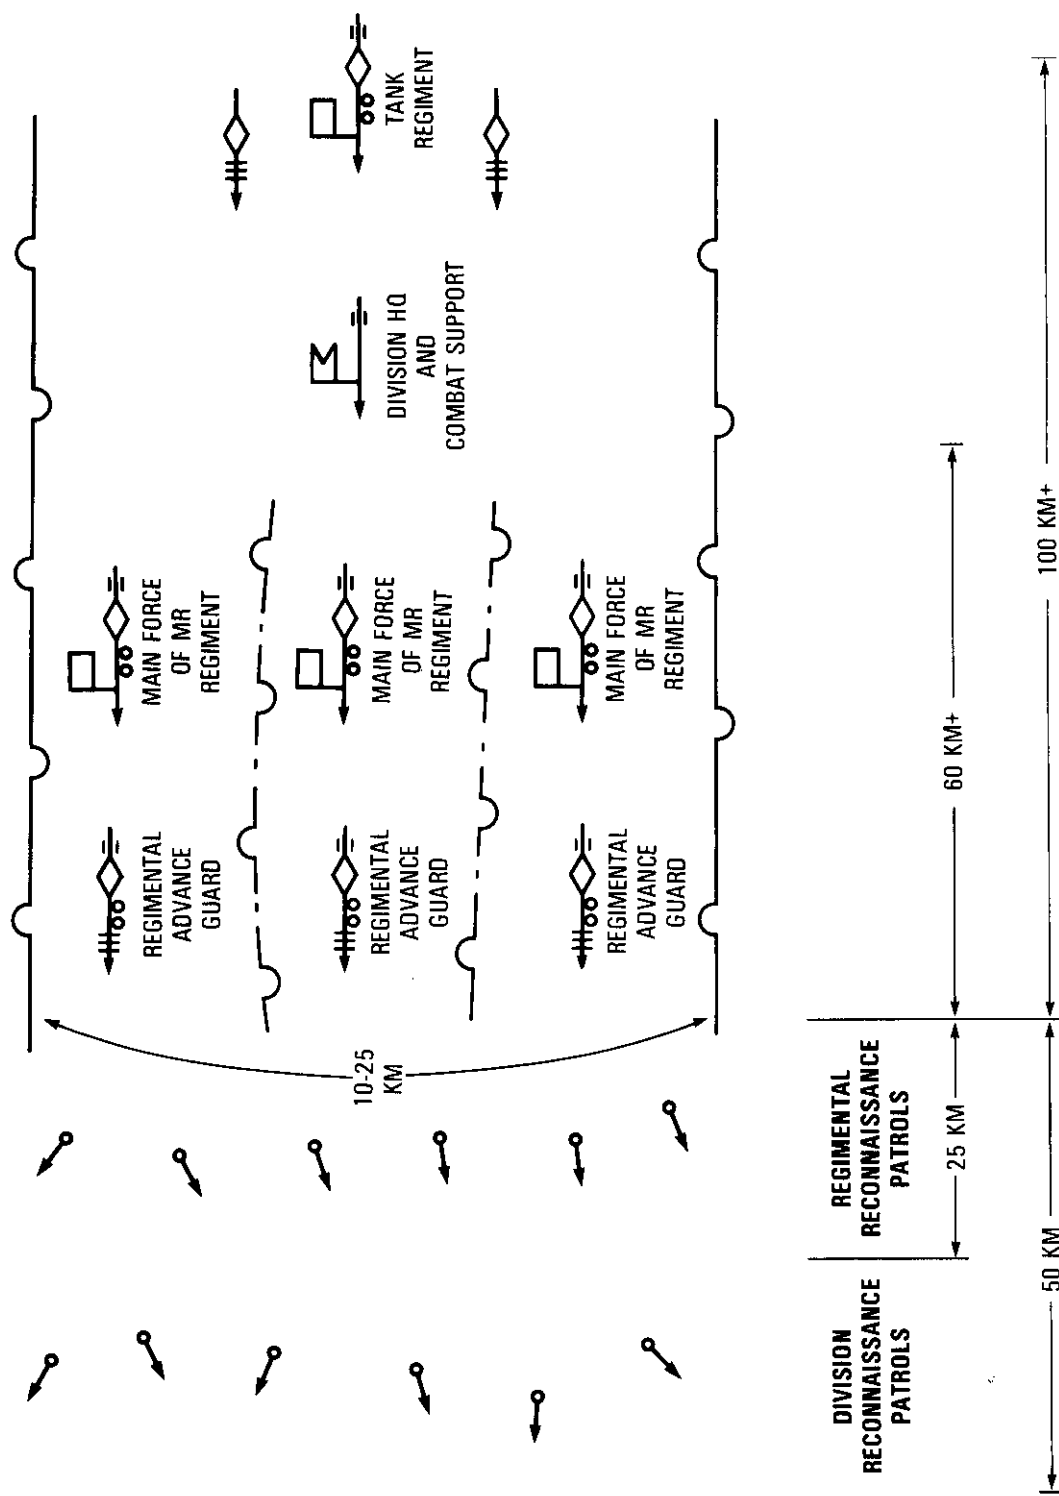 REGIMENTAL
ADVANCE
GUARD
MAIN FORCE
OF MR
REGIMENT
REGIMENTAL
ADVANCE
GUARD
MAIN FORCE
OF MR
REGIMENT
DIVISION HQ
AND
COMBAT SUPPORT
TANK
REGIMENT
10-25
KM
REGIMENTAL
ADVANCE
GUARD
MAIN FORCE
OF MR
REGIMENT
DIVISION
RECONNAISSANCE
PATROLS
REGIMENTAL
RECONNAISSANCE
PATROLS
25 KM
60 KM+
50 KM
100 KM+